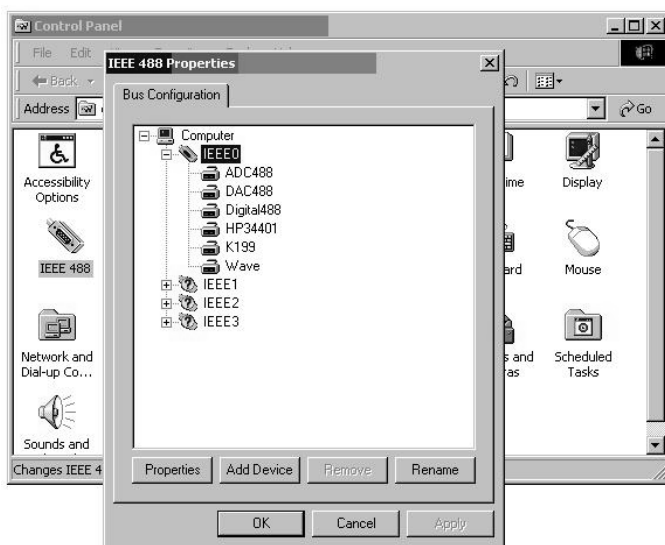 Control Panel
File Edit
IEEE 488 Properties
Back
Bus Configuration
Address
Go
Computer
IEEE0
ADC488
DAC488
Digital488
HP34401
K199
Wave
IEEE1
IEEE2
IEEE3
Accessibility
Options
IEEE 488
Network and
Dial-up Co...
Sounds and
ime
Display
ard
Mouse
s and
ras
Scheduled
Tasks
Changes IEEE 4
Properties
Add Device
Remove
Rename
OK
Cancel
Apply